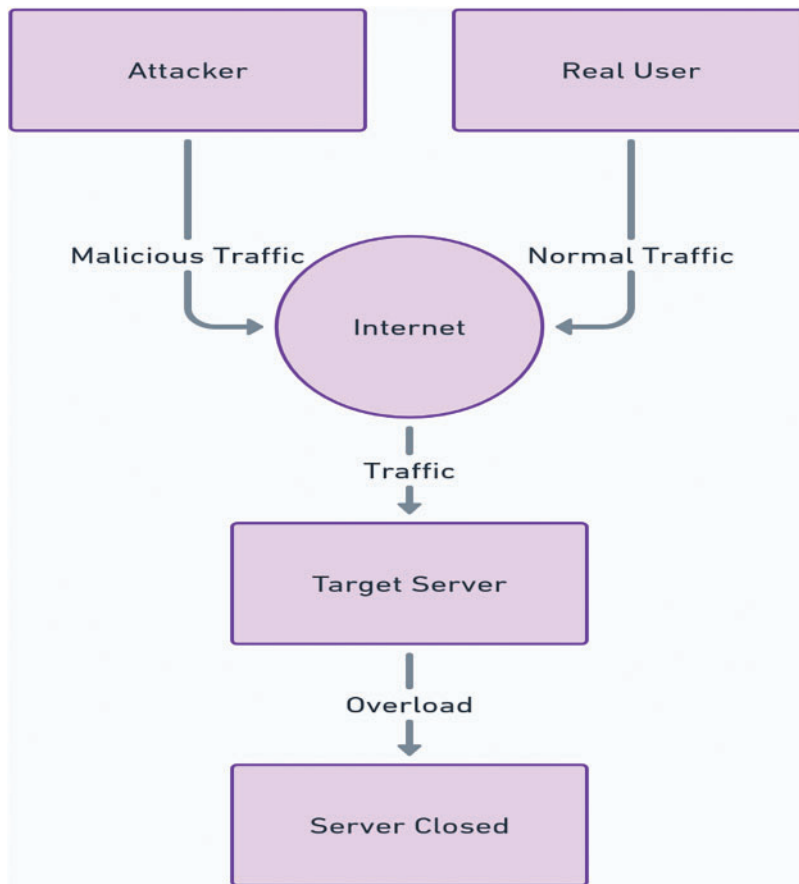 Attacker
Real User
Malicious Traffic
Normal Traffic
Internet
Traffic
Target Server
Overload
Server Closed